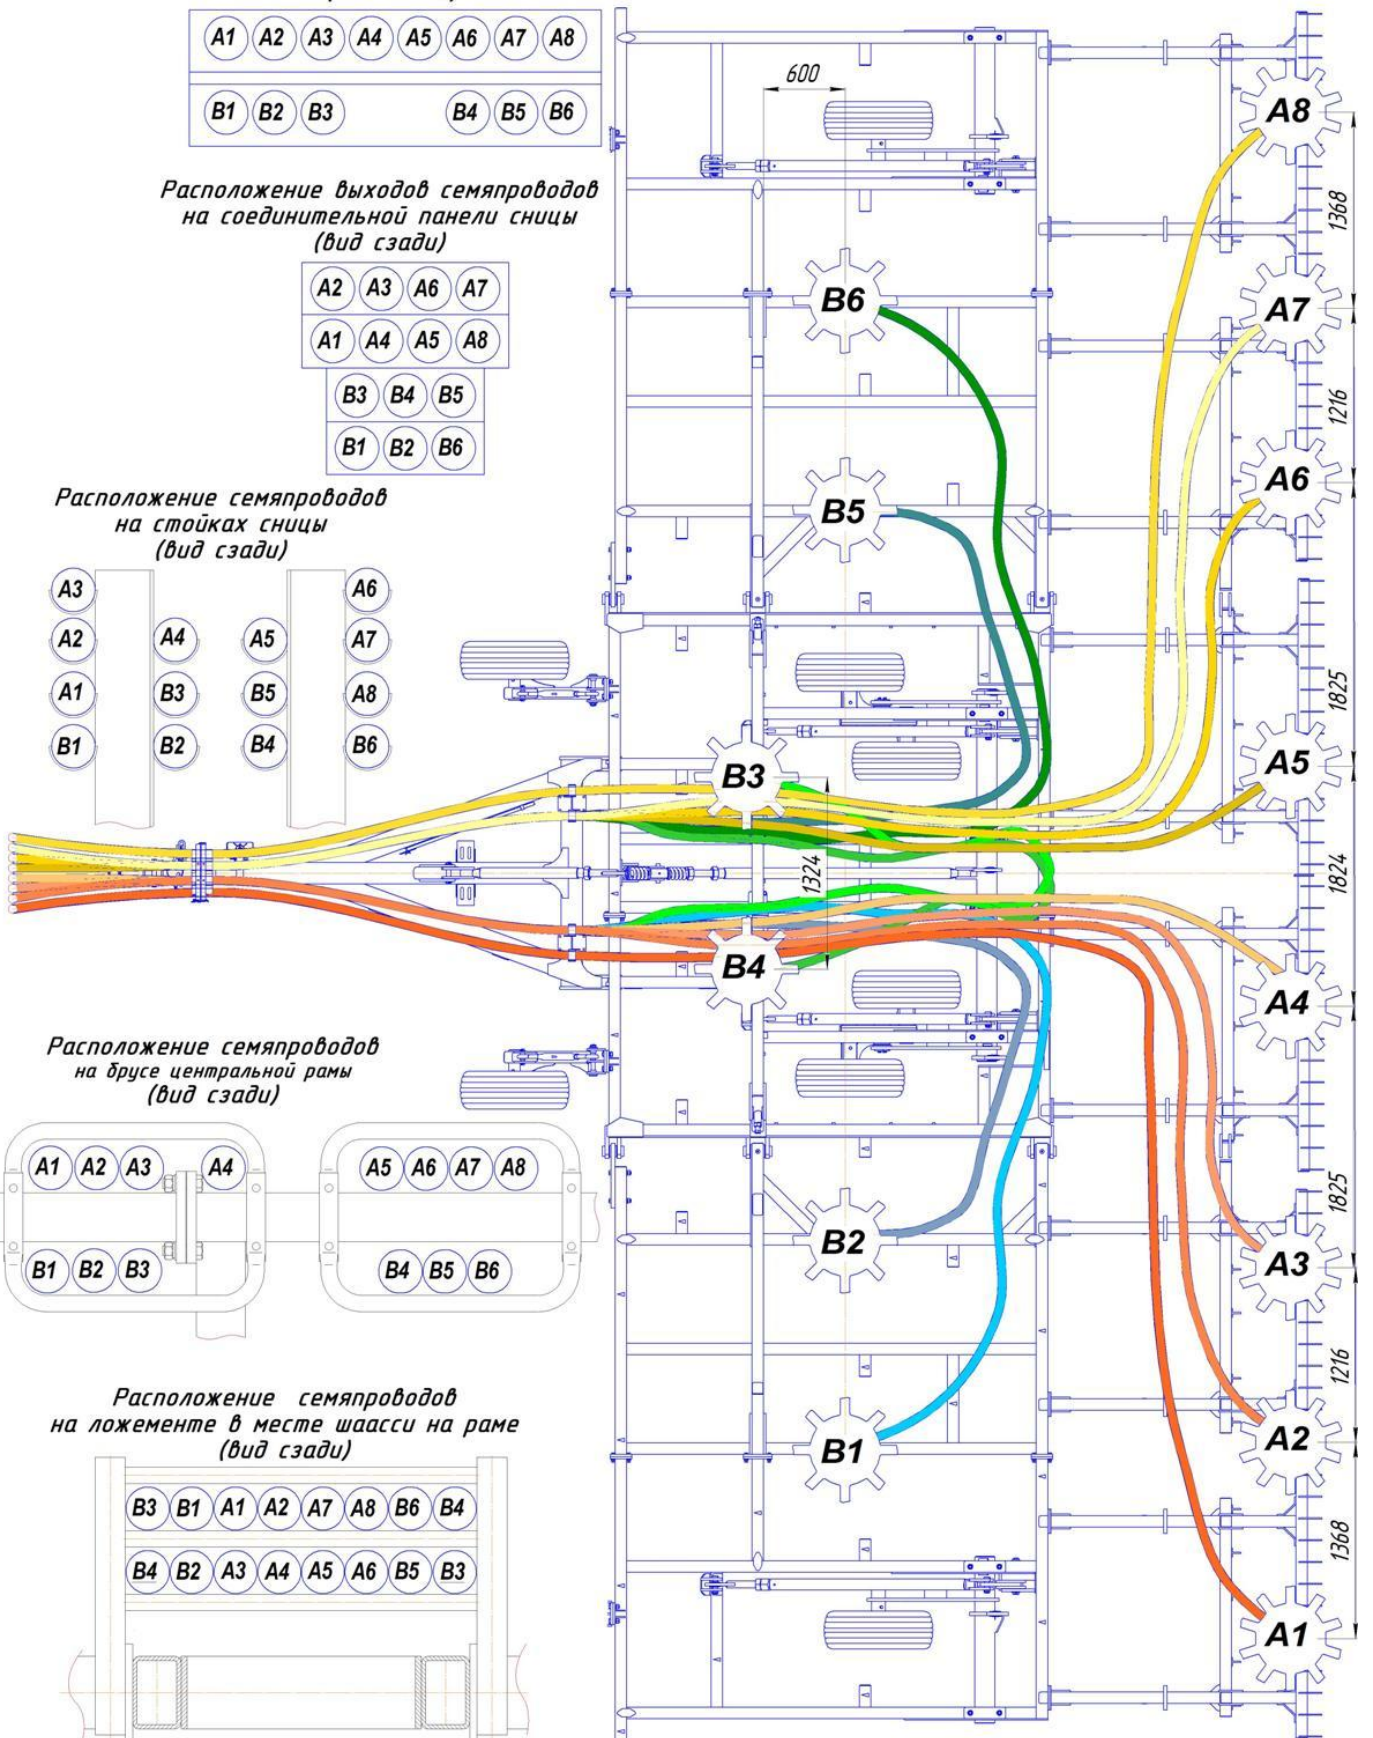 A1 A2 A3 A4 A5 A6 A7 A8
B1 B2 B3 B4 B5 B6
Расположение выходов семяпроводов
на соединительной панели сницы
(вид сзади)
A2 A3 A6 A7
A1 A4 A5 A8
B3 B4 B5
B1 B2 B6
Расположение семяпроводов
на стойках сницы
(вид сзади)
A3 A6
A2 A4 A5 A7
A1 B3 B5 A8
B1 B2 B4 B6
Расположение семяпроводов
на брусе центральной рамы
(вид сзади)
A1 A2 A3 A4 A5 A6 A7 A8
B1 B2 B3 B4 B5 B6
Расположение семяпроводов
на ложементе в месте шаасси на раме
(вид сзади)
B3 B1 A1 A2 A7 A8 B6 B4
B4 B2 A3 A4 A5 A6 B5 B3
600
A8
1368
B6
A7
1216
A6
B5
1825
B3
A5
1324
1824
B4
A4
1825
B2
A3
1216
B1
A2
1368
A1